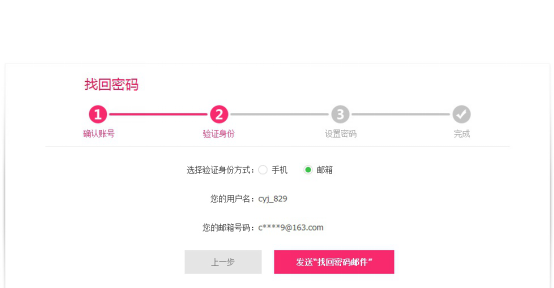 找回密码
1 2 3
确认账号 验证身份 设置密码 完成
选择验证身份方式： 手机 邮箱
您的用户名：cyj_829
您的邮箱号码：c****9@163.com
上一步 发送“找回密码邮件”